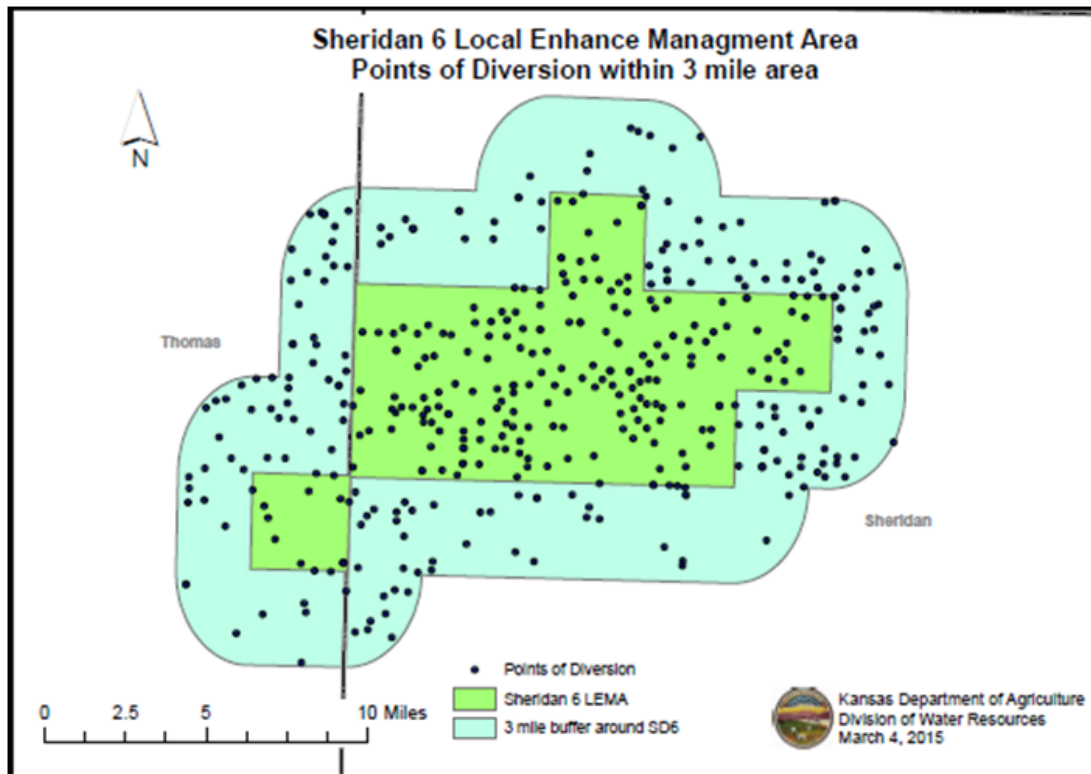 Sheridan 6 Local Enhance Managment Area
Points of Diversion within 3 mile area
N
Thomas
Sheridan
Points of Diversion
Sheridan 6 LEMA
3 mile buffer around SD6
0 2.5 5 10 Miles
Kansas Department of Agriculture
Division of Water Resources
March 4, 2015